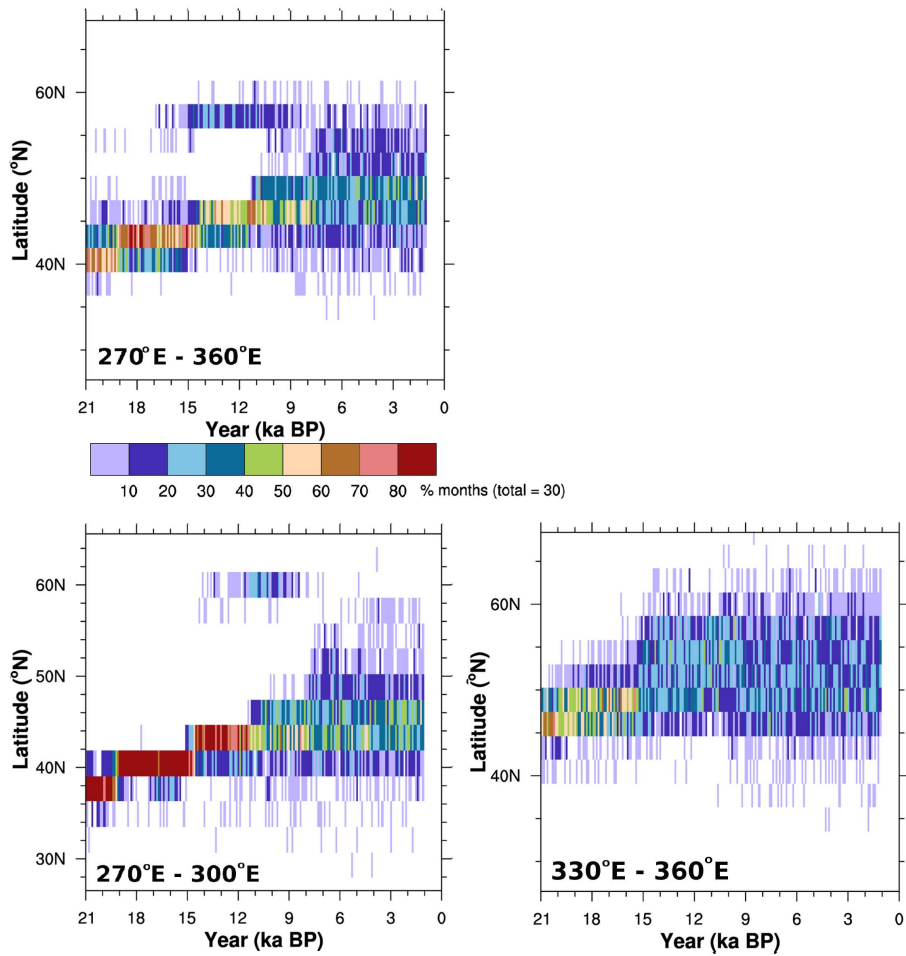 Latitude (°N)
60N
40N
270°E - 360°E
21 18 15 12 9 6 3 0
Year (ka BP)
10 20 30 40 50 60 70 80 % months (total = 30)
Latitude (°N)
60N
50N
40N
30N
270°E - 300°E
21 18 15 12 9 6 3 0
Year (ka BP)
Latitude (°N)
60N
40N
330°E - 360°E
21 18 15 12 9 6 3 0
Year (ka BP)